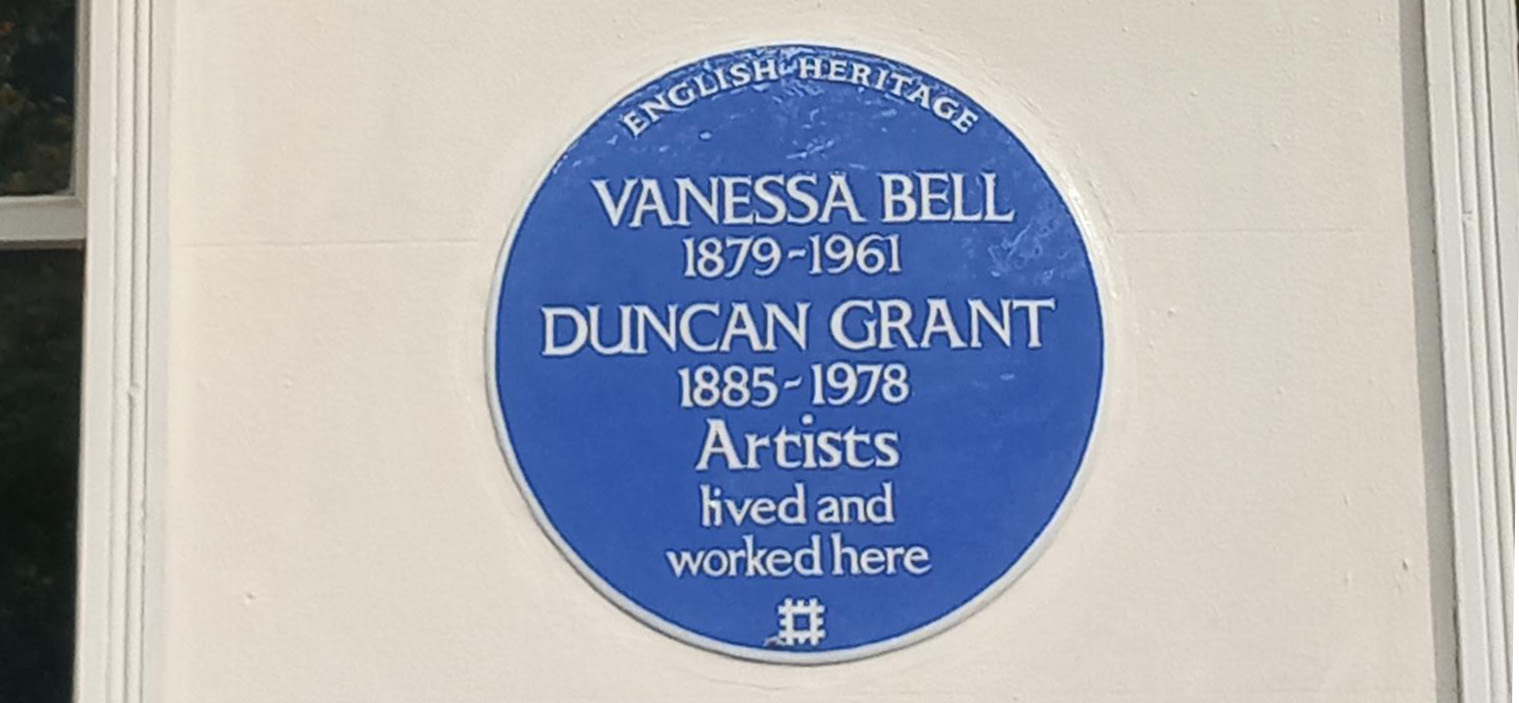 ENGLISH HERITAGE
VANESSA BELL
1879-1961
DUNCAN GRANT
1885-1978
Artists
lived and
worked here